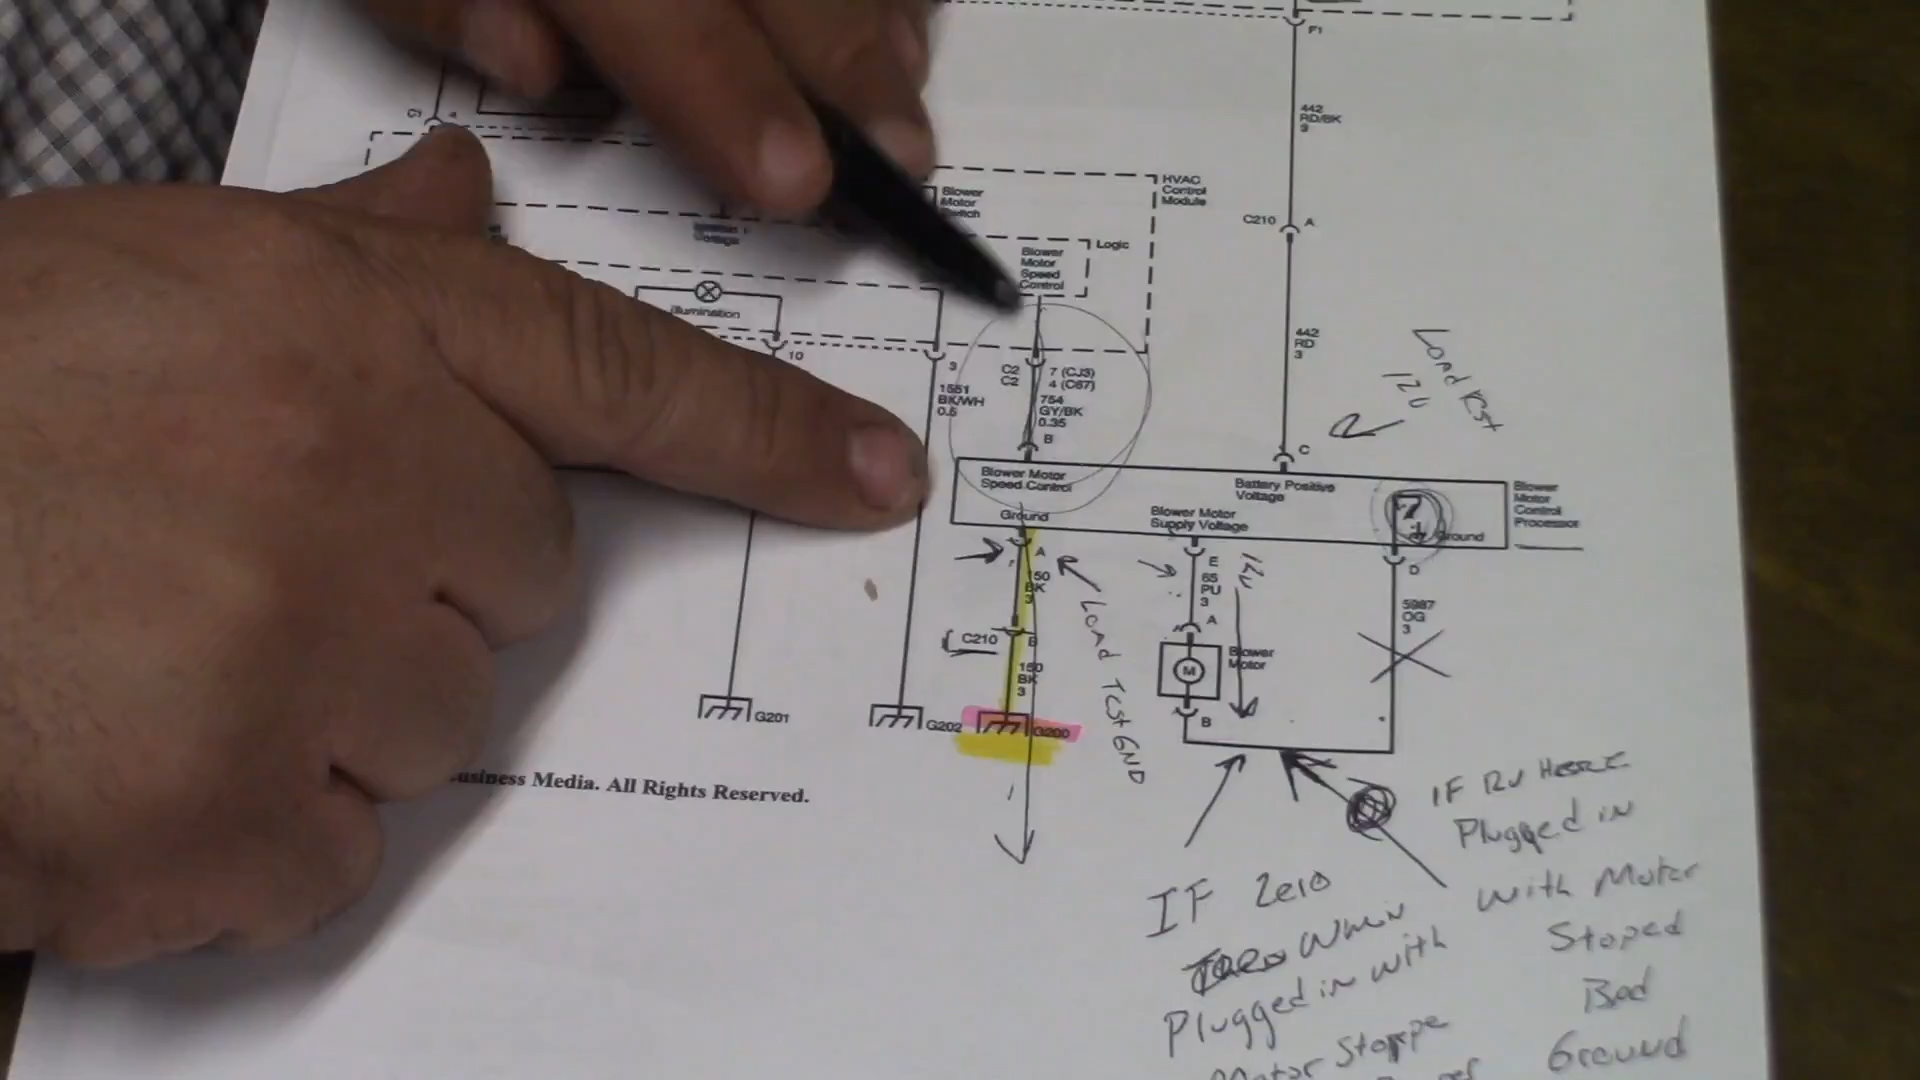 F1
442
RD/BK
3
C1 4
HVAC
Control
Module
Blower
Motor
Switch
C210 A
Voltage
Logic
Blower
Motor
Speed
Control
Illumination
10
3
1551
BK/WH
0.5
C2 7 (CJ3)
C2 4 (C67)
754
GY/BK
0.35
B
442
RD
3
C
Load Test
12V
Blower Motor
Speed Control
Battery Positive
Voltage
Blower
Motor
Control
Processor
Ground
Blower Motor
Supply Voltage
Ground
A
150
BK
3
E
65
PU
3
12V
D
5987
OG
3
C210 B
A
Load Test GND
150
BK
3
M
Blower
Motor
B
G201
G202
G200
Business Media. All Rights Reserved.
IF 12V HERE
Plugged in
With Motor
Stoped
Bad
Ground
IF Zero
When
Plugged in with
Motor Stoppe